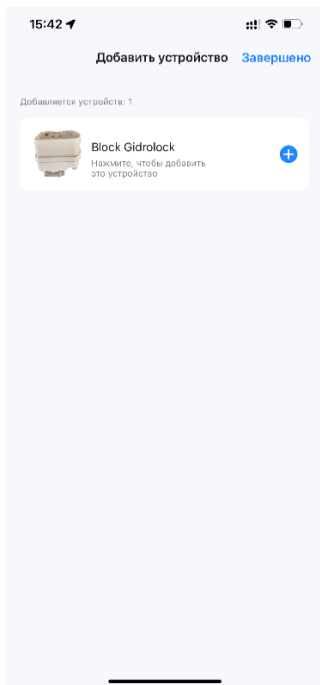 15:42
Добавить устройство Завершено
Добавляется устройств: 1
Block Gidrolock
Нажмите, чтобы добавить
это устройство